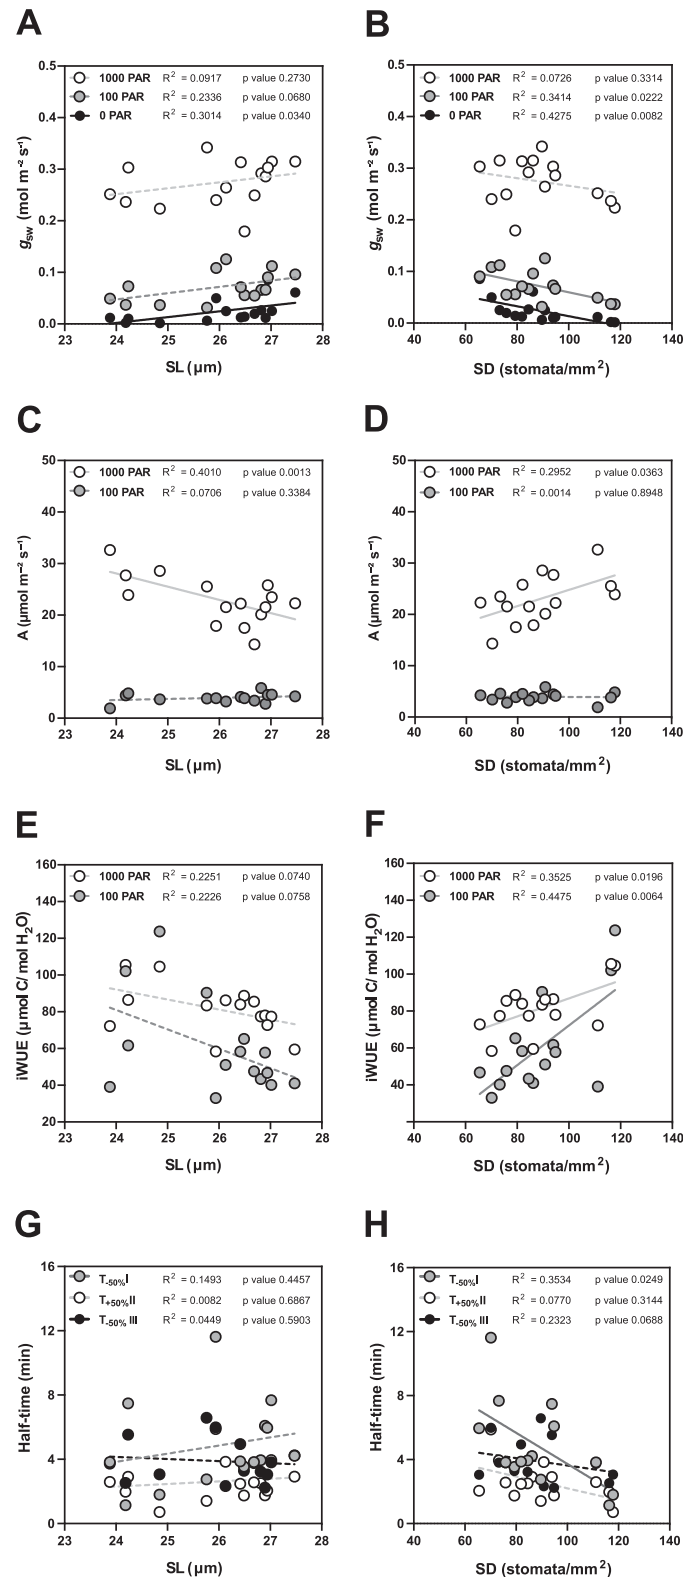 A
B
1000 PAR R² = 0.0917 p value 0.2730
100 PAR R² = 0.2336 p value 0.0680
0 PAR R² = 0.3014 p value 0.0340
1000 PAR R² = 0.0726 p value 0.3314
100 PAR R² = 0.3414 p value 0.0222
0 PAR R² = 0.4275 p value 0.0082
gsw (mol m⁻² s⁻¹)
0.5
0.4
0.3
0.2
0.1
0.0
23 24 25 26 27 28
SL (µm)
gsw (mol m⁻² s⁻¹)
0.5
0.4
0.3
0.2
0.1
0.0
40 60 80 100 120 140
SD (stomata/mm²)
C
D
1000 PAR R² = 0.4010 p value 0.0013
100 PAR R² = 0.0706 p value 0.3384
1000 PAR R² = 0.2952 p value 0.0363
100 PAR R² = 0.0014 p value 0.8948
A (µmol m⁻² s⁻¹)
50
40
30
20
10
0
23 24 25 26 27 28
SL (µm)
A (µmol m⁻² s⁻¹)
50
40
30
20
10
0
40 60 80 100 120 140
SD (stomata/mm²)
E
F
1000 PAR R² = 0.2251 p value 0.0740
100 PAR R² = 0.2226 p value 0.0758
1000 PAR R² = 0.3525 p value 0.0196
100 PAR R² = 0.4475 p value 0.0064
iWUE (µmol C/ mol H₂O)
160
140
120
100
80
60
40
20
23 24 25 26 27 28
SL (µm)
iWUE (µmol C/ mol H₂O)
160
140
120
100
80
60
40
40 60 80 100 120 140
SD (stomata/mm²)
G
H
T-50%I R² = 0.1493 p value 0.4457
T+50%II R² = 0.0082 p value 0.6867
T-50% III R² = 0.0449 p value 0.5903
T-50%I R² = 0.3534 p value 0.0249
T+50%II R² = 0.0770 p value 0.3144
T-50% III R² = 0.2323 p value 0.0688
Half-time (min)
16
12
8
4
0
23 24 25 26 27 28
SL (µm)
Half-time (min)
16
12
8
4
0
40 60 80 100 120 140
SD (stomata/mm²)